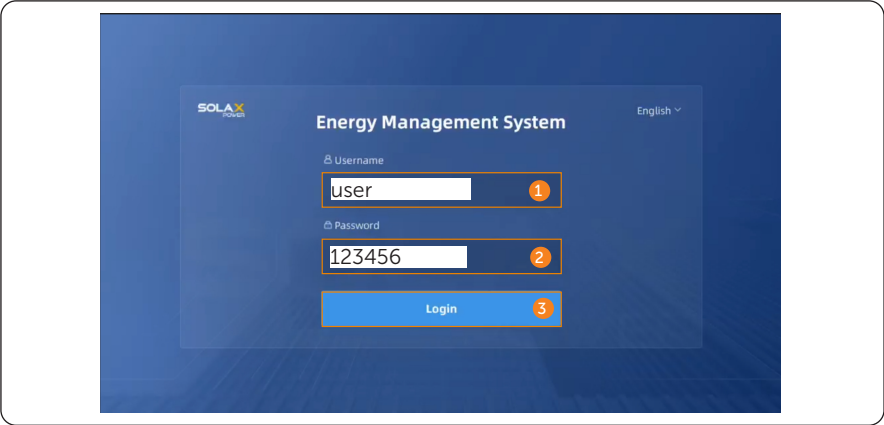 SOLAX
POWER
English
Energy Management System
Username
user
1
Password
123456
2
Login
3